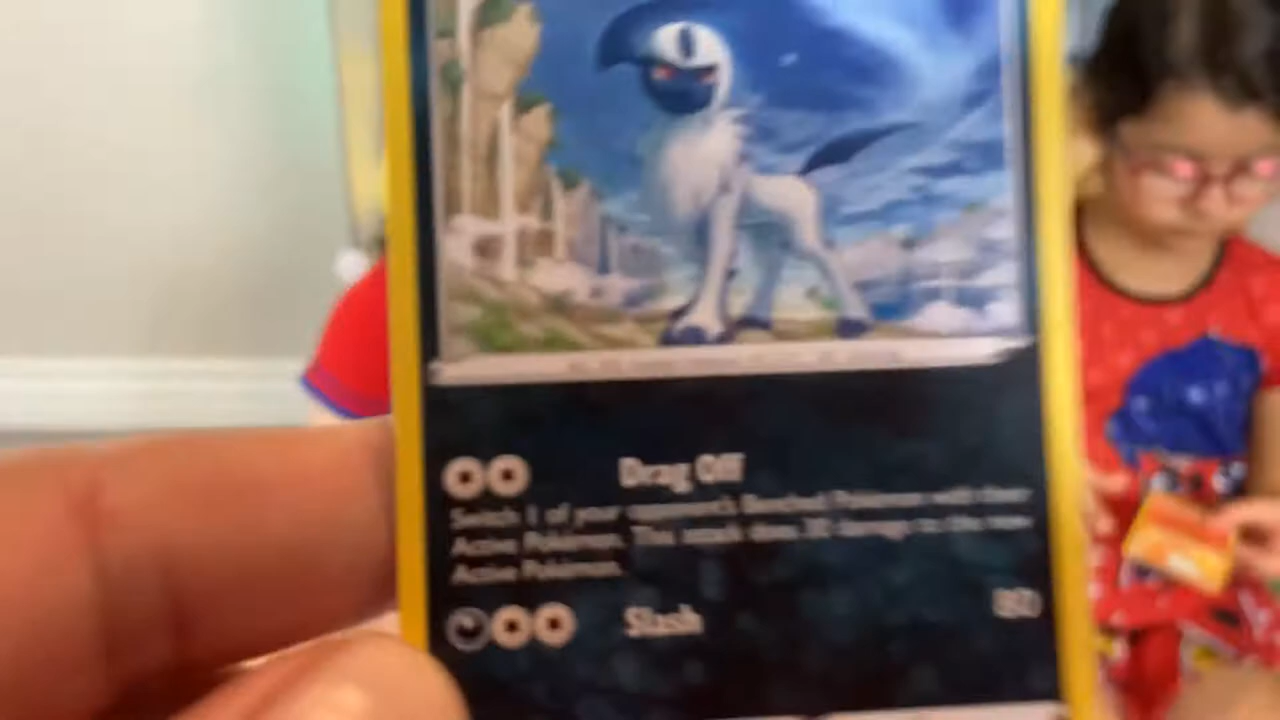 Drag Off
Switch 1 of your opponent's Benched Pokémon with their
Active Pokémon. This attack does 30 damage to the new
Active Pokémon.
Slash 80